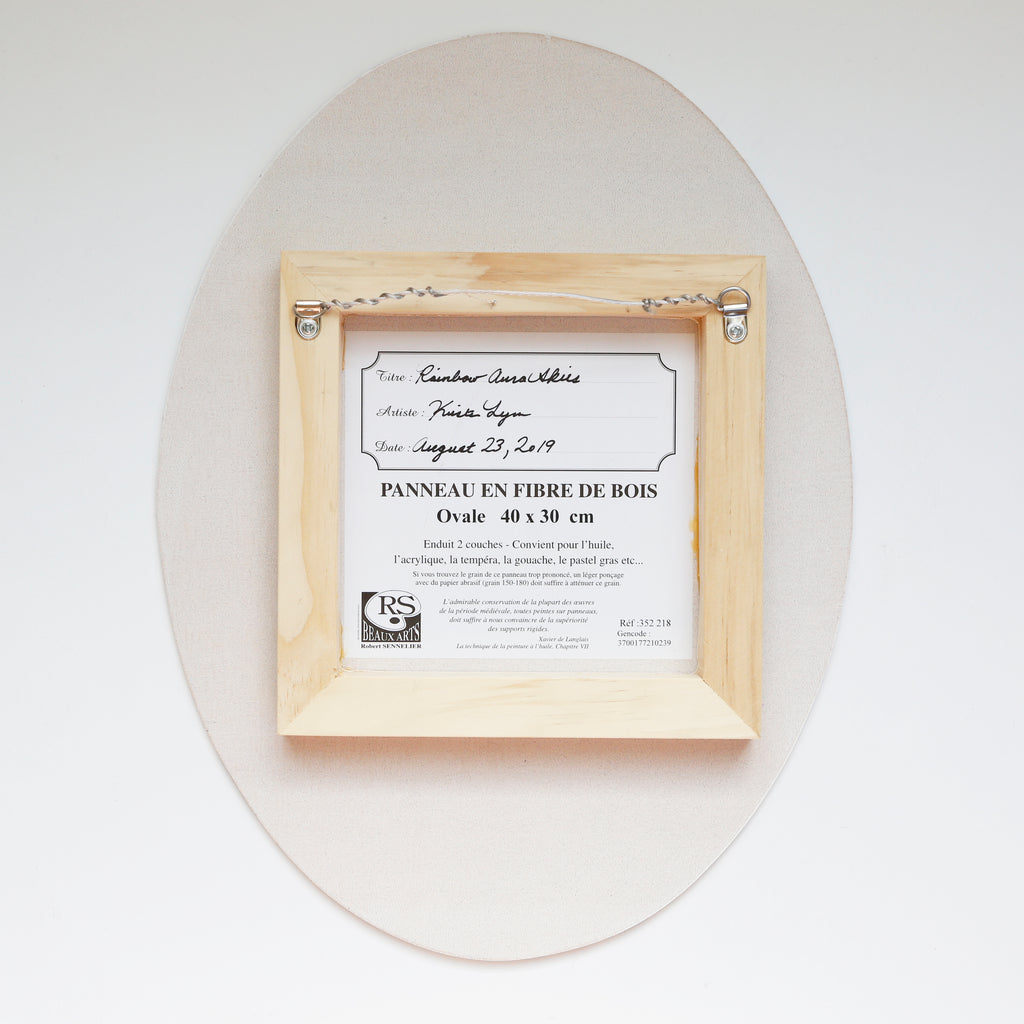 Titre : Rainbow Aura Skies
Artiste : Lyn
Date : August 23, 2019
PANNEAU EN FIBRE DE BOIS
Ovale 40 x 30 cm
Enduit 2 couches - Convient pour l'huile,
l'acrylique, la tempéra, la gouache, le pastel gras etc...
Si vous trouvez le grain de ce panneau trop prononcé, un léger ponçage
avec du papier abrasif (grain 150-180) doit suffire à atténuer ce grain.
L'admirable conservation de la plupart des œuvres
de la période médiévale, toutes peintes sur panneaux,
doit suffire à nous convaincre de la supériorité
des supports rigides.
Xavier de Langlais
La technique de la peinture à l'huile, Chapitre VII
RS
BEAUX ARTS
Robert SENNELIER
Réf :352 218
Gencode :
3700177210239